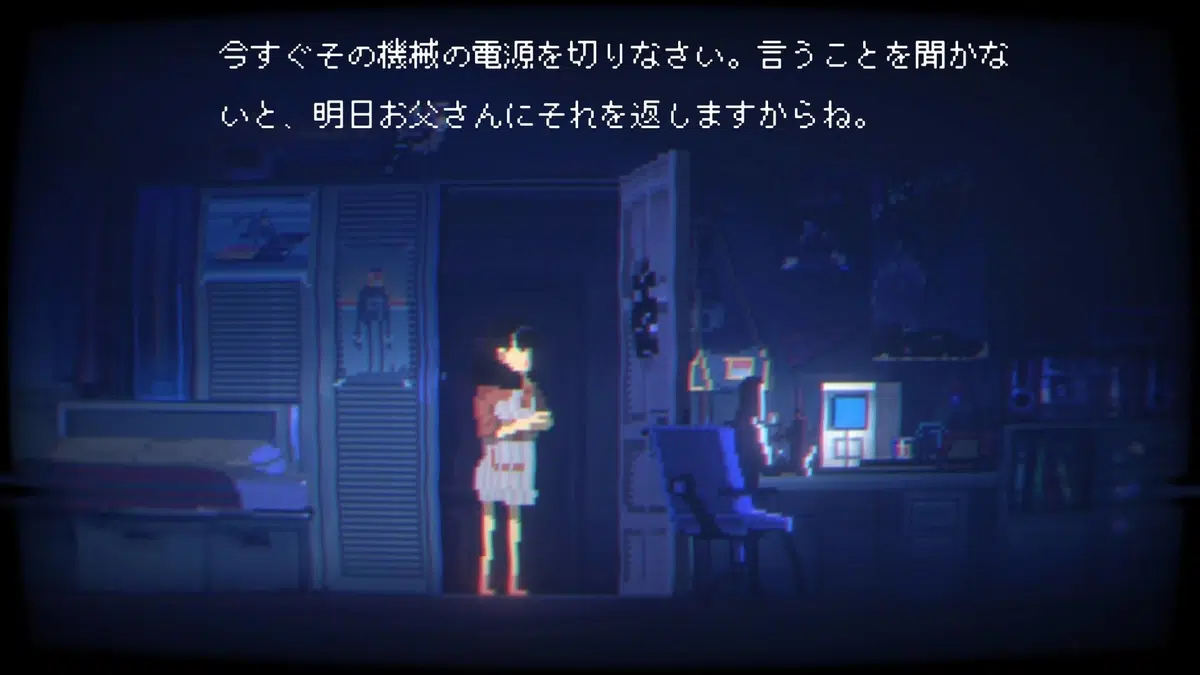 今すぐその機械の電源を切りなさい。言うことを聞かな
いと、明日お父さんにそれを返しますからね。